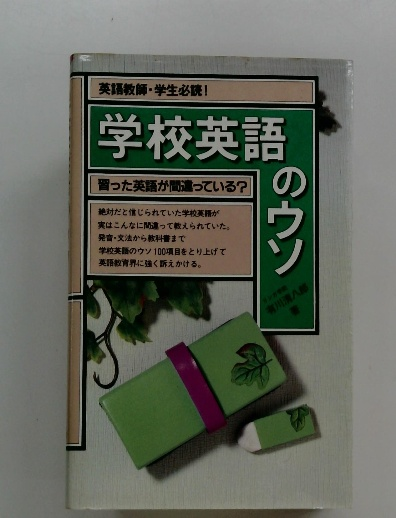 英語教師・学生必読!
学校英語のウソ
習った英語が間違っている?
絶対だと信じられていた学校英語が
実はこんなに間違って教えられていた。
発音・文法から教科書まで
学校英語のウソ100項目をとり上げて
英語教育界に強く訴えかける。
著